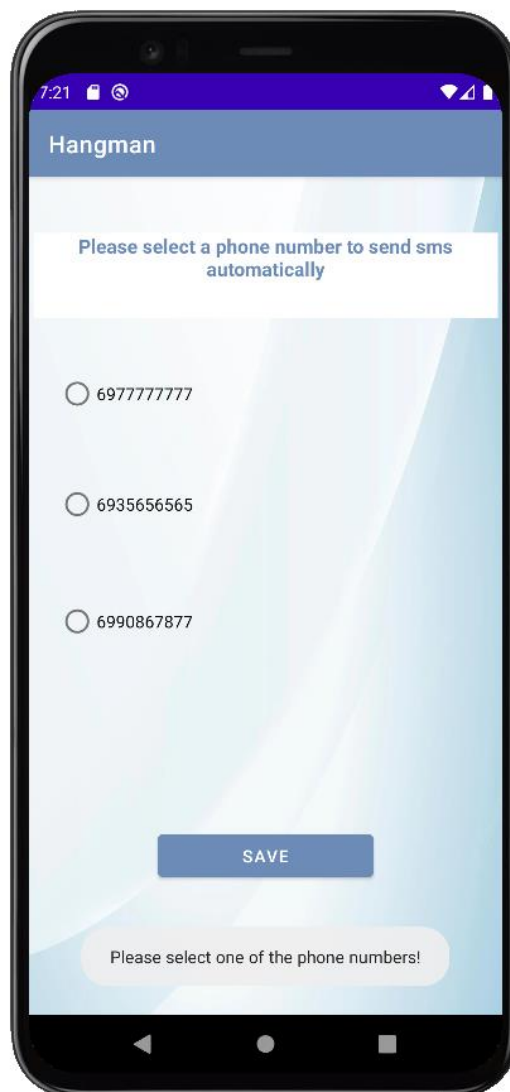 7:21
Hangman
Please select a phone number to send sms
automatically
6977777777
6935656565
6990867877
SAVE
Please select one of the phone numbers!